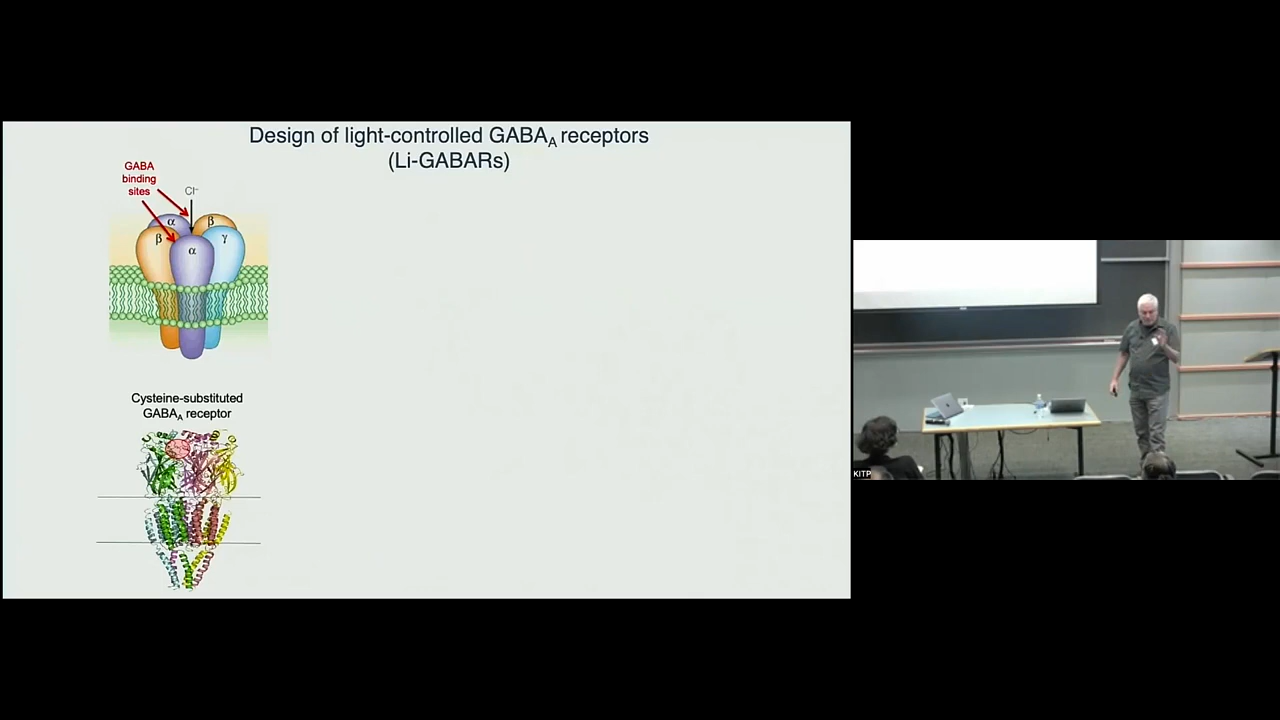 Design of light-controlled GABAA receptors
(Li-GABARs)
GABA
binding
sites
Cl⁻
α
β
β
γ
α
Cysteine-substituted
GABAA receptor
KITP